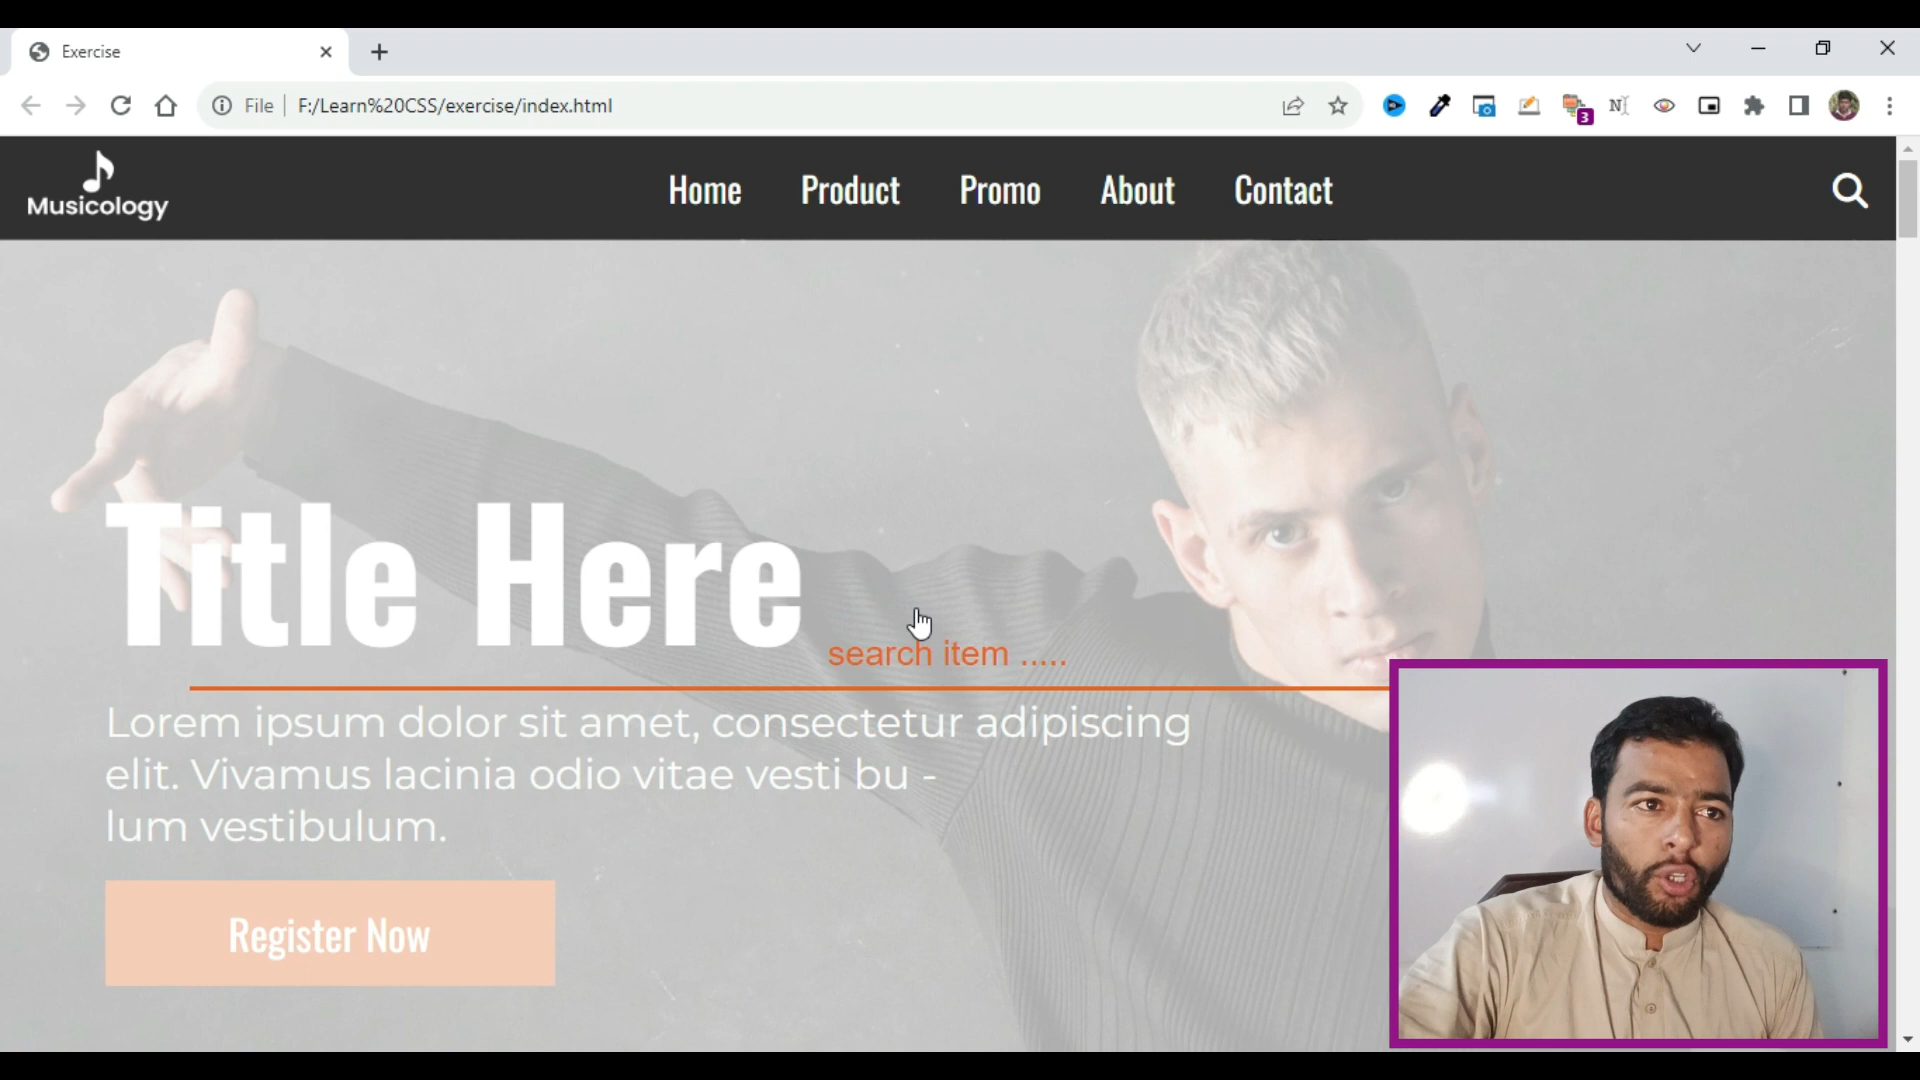 Exercise
File
F:/Learn%20CSS/exercise/index.html
3
Musicology
Home
Product
Promo
About
Contact
Title Here
search item .....
Lorem ipsum dolor sit amet, consectetur adipiscing
elit. Vivamus lacinia odio vitae vesti bu -
lum vestibulum.
Register Now